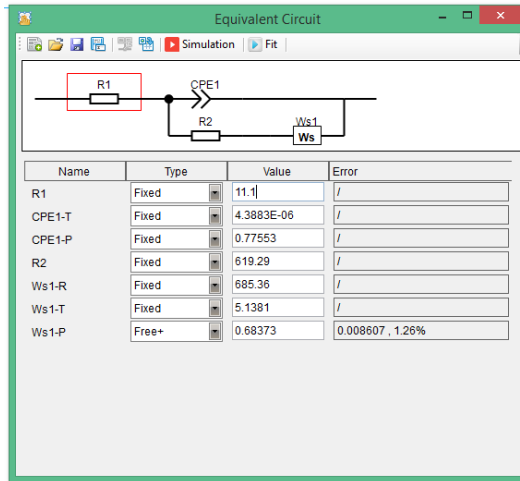 Equivalent Circuit
Simulation Fit
R1 CPE1
R2 Ws1
Ws
Name Type Value Error
R1 Fixed 11.1 /
CPE1-T Fixed 4.3883E-06 /
CPE1-P Fixed 0.77553 /
R2 Fixed 619.29 /
Ws1-R Fixed 685.36 /
Ws1-T Fixed 5.1381 /
Ws1-P Free+ 0.68373 0.008607 , 1.26%